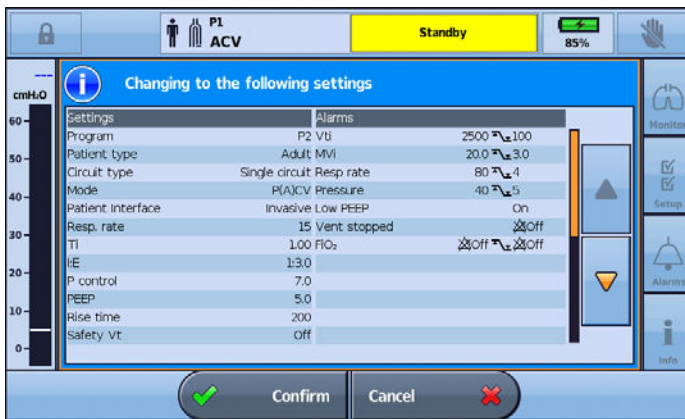 P1
ACV
Standby
85%
---
cmH₂O
60
50
40
30
20
10
0
Changing to the following settings
Settings Alarms
Program P2 Vti 2500 100
Patient type Adult MVi 20.0 3.0
Circuit type Single circuit Resp rate 80 4
Mode P(A)CV Pressure 40 5
Patient Interface Invasive Low PEEP On
Resp. rate 15 Vent stopped Off
Ti 1.00 FiO₂ Off Off
I:E 1:3.0
P control 7.0
PEEP 5.0
Rise time 200
Safety Vt Off
Monitor
Setup
Alarms
Info
Confirm Cancel